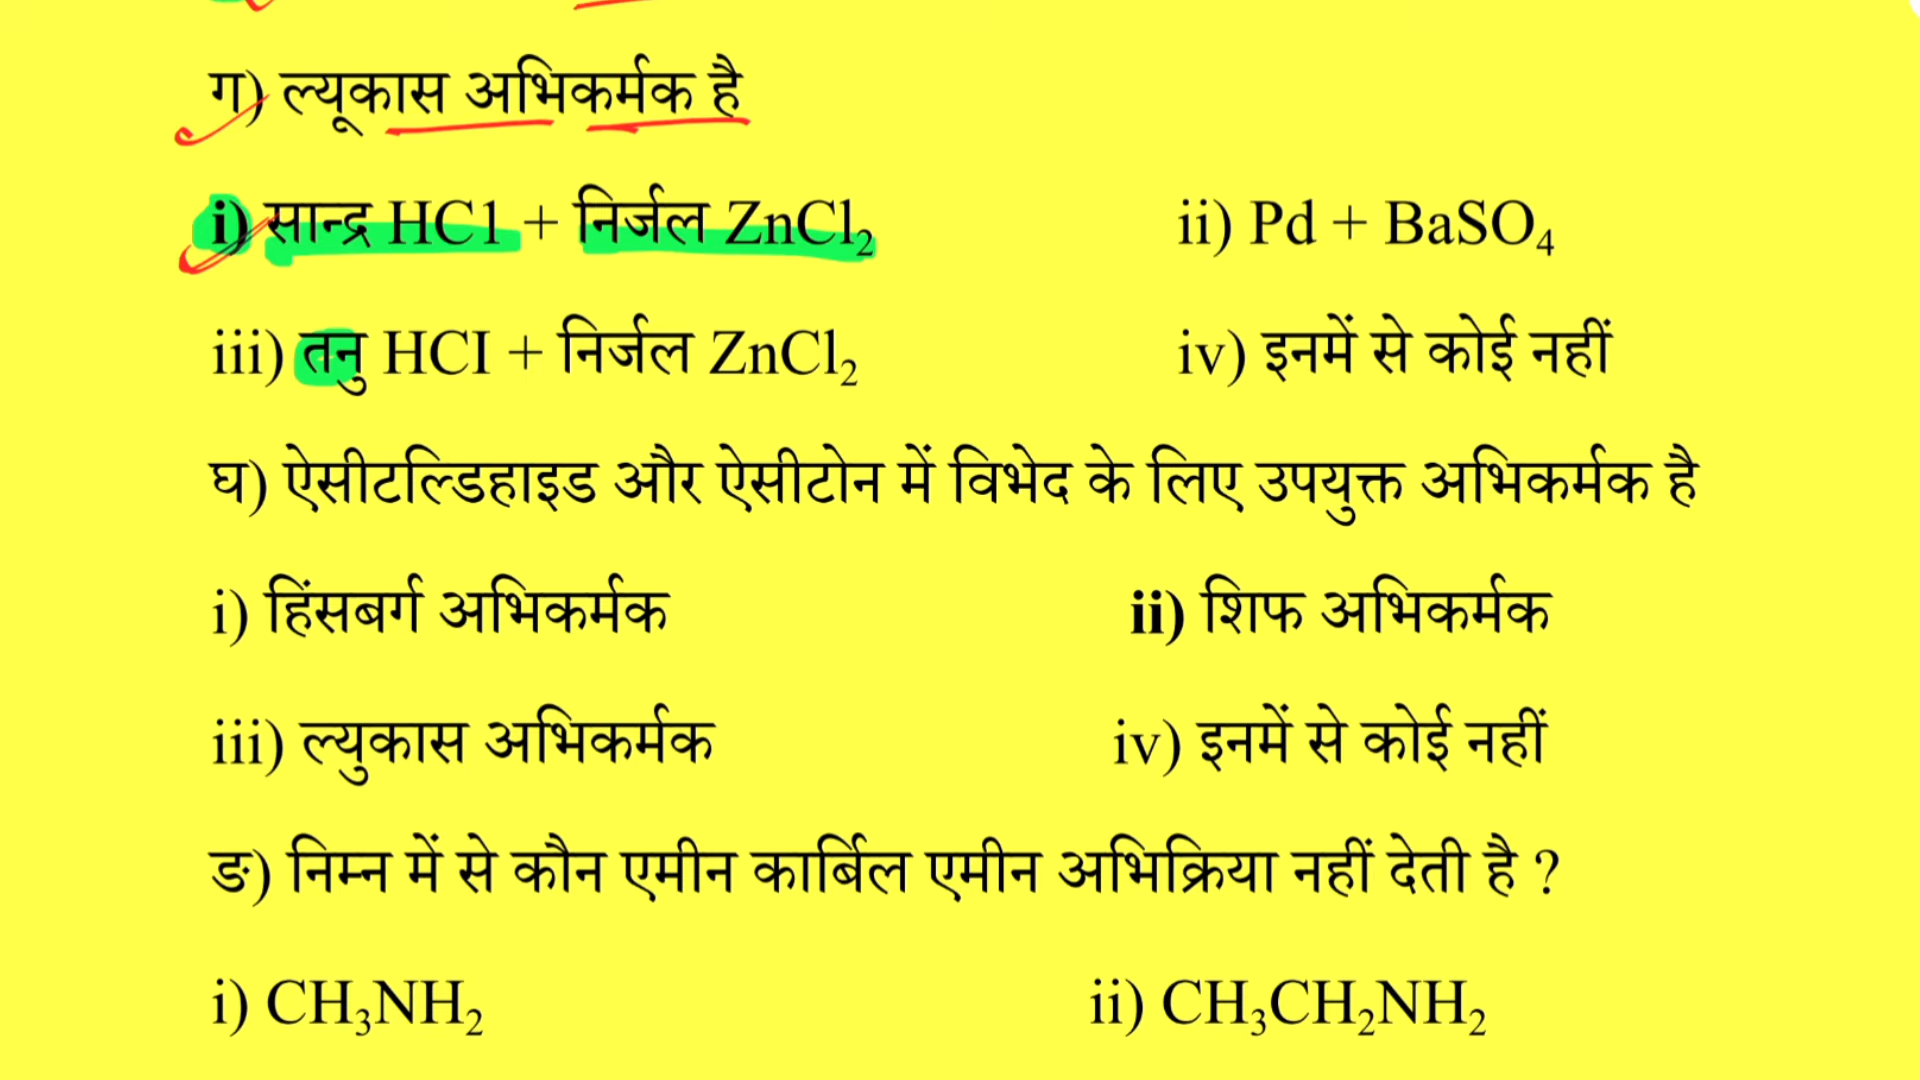 ग) ल्यूकास अभिकर्मक है
i) सान्द्र HC1 + निर्जल ZnCl₂ ii) Pd + BaSO₄
iii) तनु HCI + निर्जल ZnCl₂ iv) इनमें से कोई नहीं
घ) ऐसीटल्डिहाइड और ऐसीटोन में विभेद के लिए उपयुक्त अभिकर्मक है
i) हिंसबर्ग अभिकर्मक ii) शिफ अभिकर्मक
iii) ल्युकास अभिकर्मक iv) इनमें से कोई नहीं
ङ) निम्न में से कौन एमीन कार्बिल एमीन अभिक्रिया नहीं देती है ?
i) CH₃NH₂ ii) CH₃CH₂NH₂